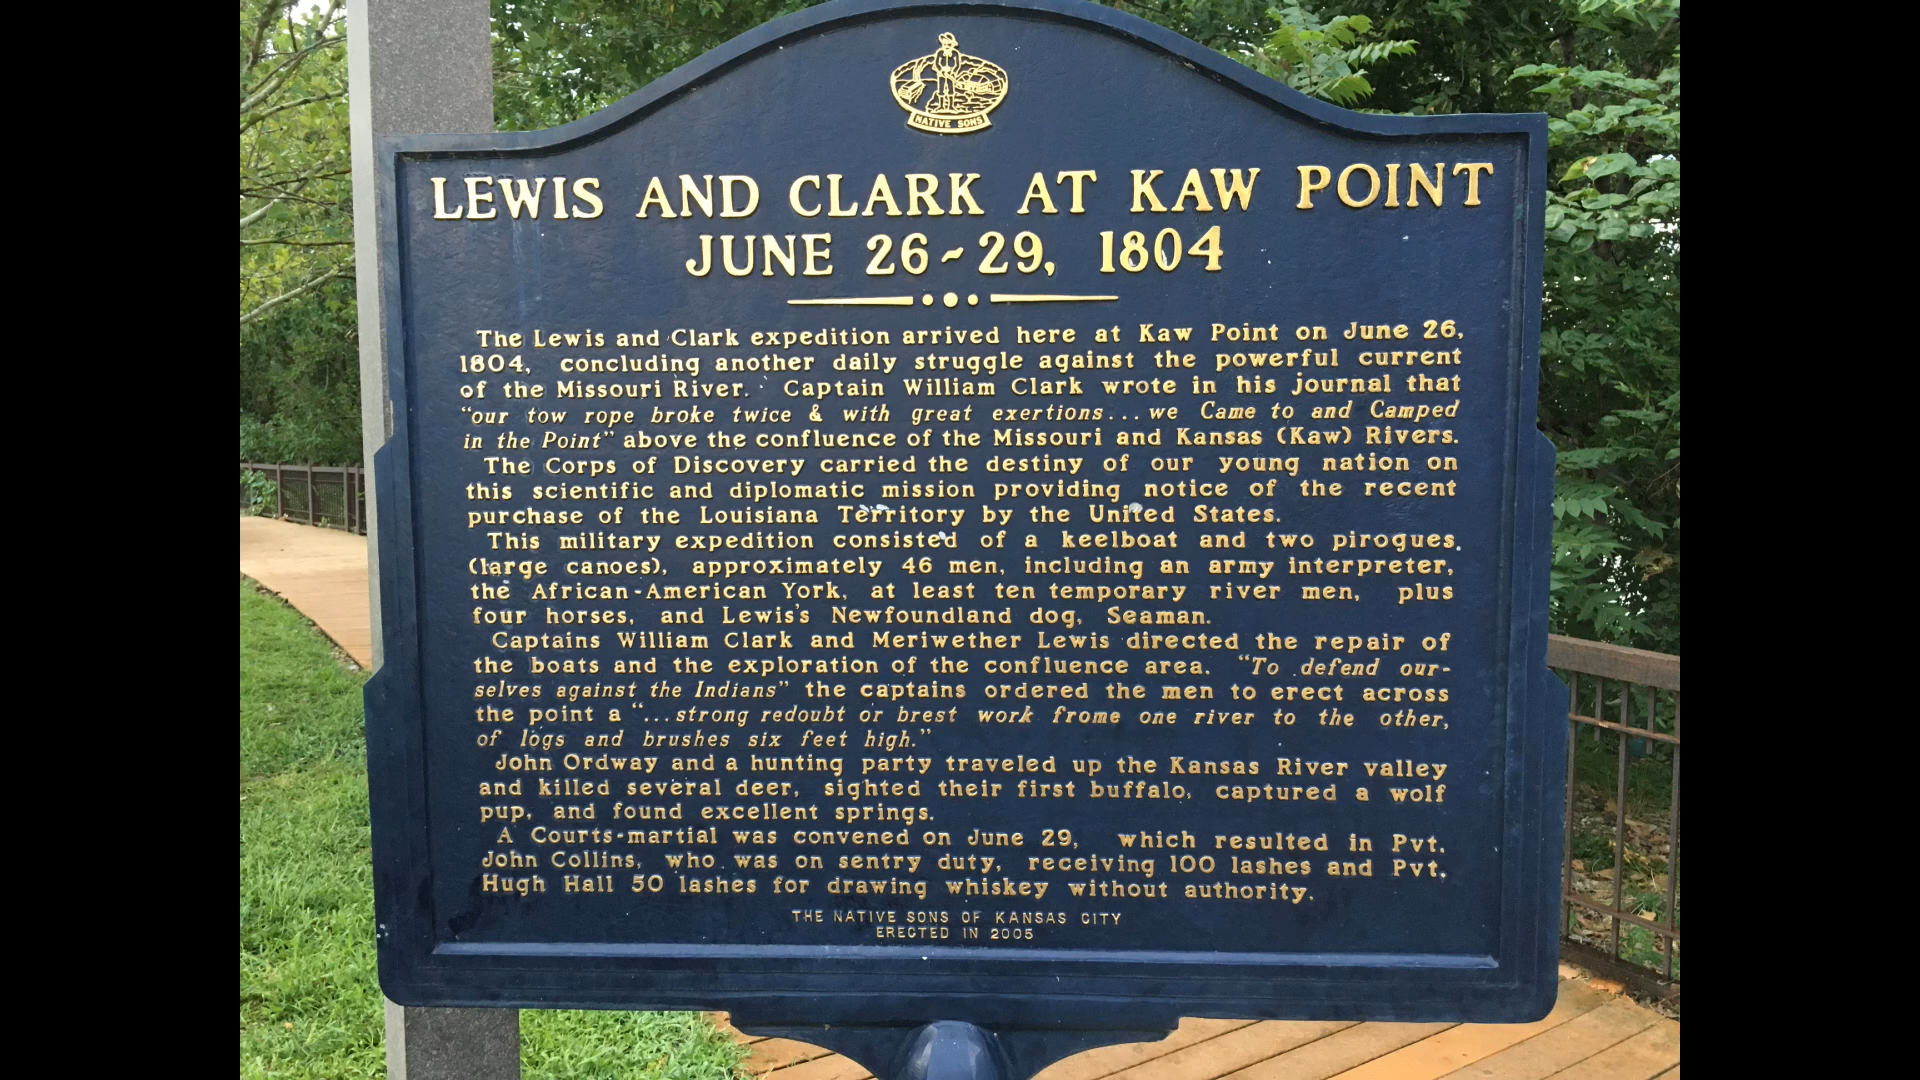 NATIVE SONS
LEWIS AND CLARK AT KAW POINT
JUNE 26~29, 1804
The Lewis and Clark expedition arrived here at Kaw Point on June 26,
1804, concluding another daily struggle against the powerful current
of the Missouri River. Captain William Clark wrote in his journal that
"our tow rope broke twice & with great exertions...we Came to and Camped
in the Point" above the confluence of the Missouri and Kansas (Kaw) Rivers.
The Corps of Discovery carried the destiny of our young nation on
this scientific and diplomatic mission providing notice of the recent
purchase of the Louisiana Territory by the United States.
This military expedition consisted of a keelboat and two pirogues,
(large canoes), approximately 46 men, including an army interpreter,
the African-American York, at least ten temporary river men, plus
four horses, and Lewis's Newfoundland dog, Seaman.
Captains William Clark and Meriwether Lewis directed the repair of
the boats and the exploration of the confluence area. "To defend our-
selves against the Indians" the captains ordered the men to erect across
the point a "...strong redoubt or brest work frome one river to the other,
of logs and brushes six feet high."
John Ordway and a hunting party traveled up the Kansas River valley
and killed several deer, sighted their first buffalo, captured a wolf
pup, and found excellent springs.
A Courts-martial was convened on June 29, which resulted in Pvt.
John Collins, who was on sentry duty, receiving 100 lashes and Pvt.
Hugh Hall 50 lashes for drawing whiskey without authority.
THE NATIVE SONS OF KANSAS CITY
ERECTED IN 2005